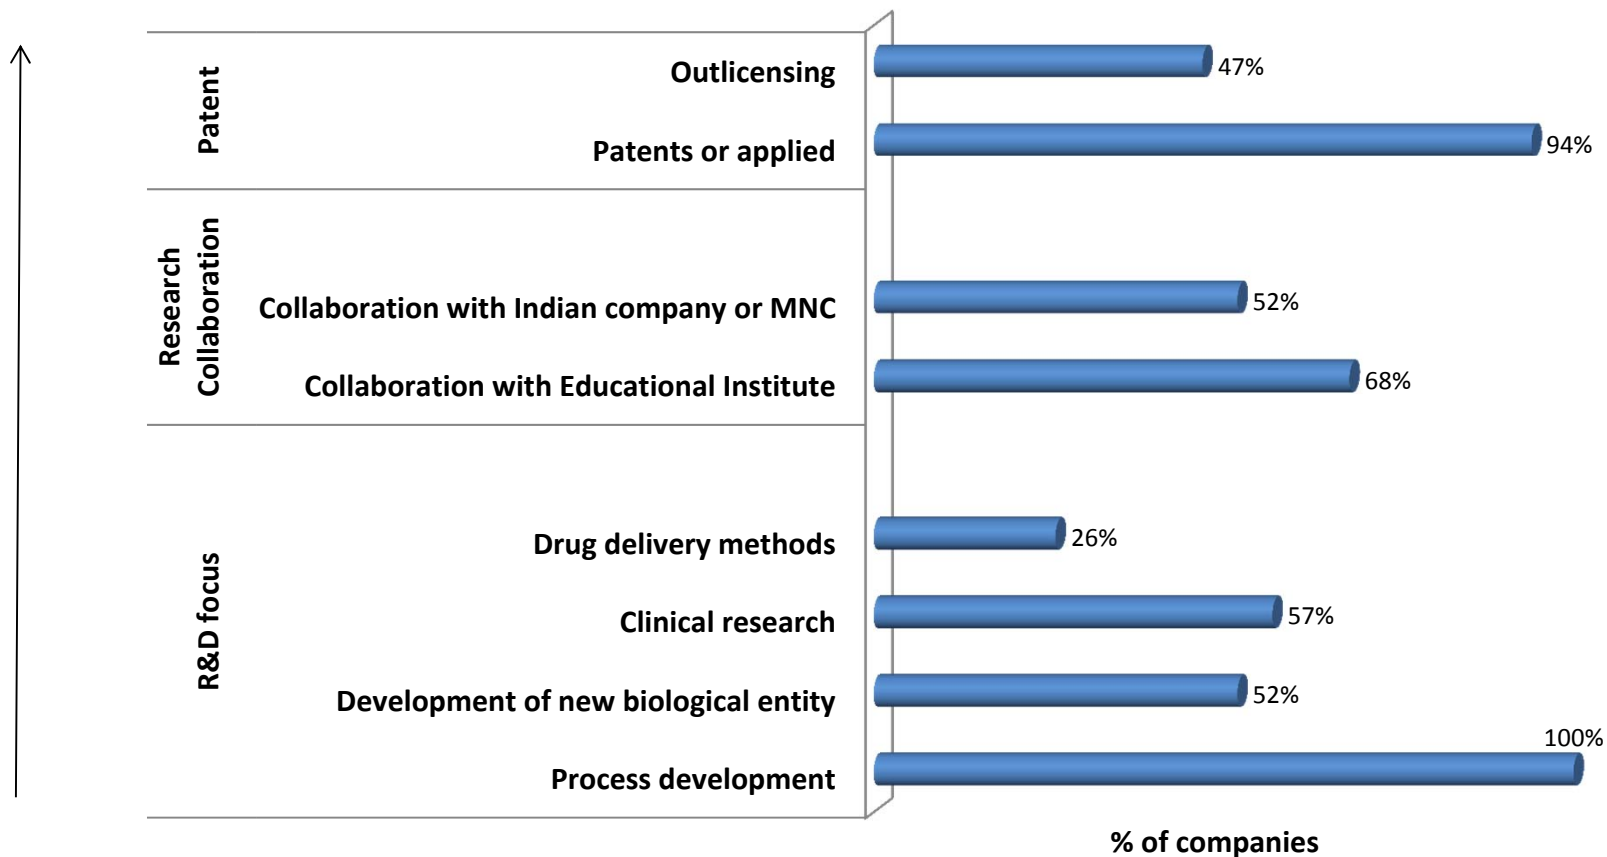 Patent
Outlicensing
47%
Patents or applied
94%
Research
Collaboration
Collaboration with Indian company or MNC
52%
Collaboration with Educational Institute
68%
R&D focus
Drug delivery methods
26%
Clinical research
57%
Development of new biological entity
52%
Process development
100%
% of companies